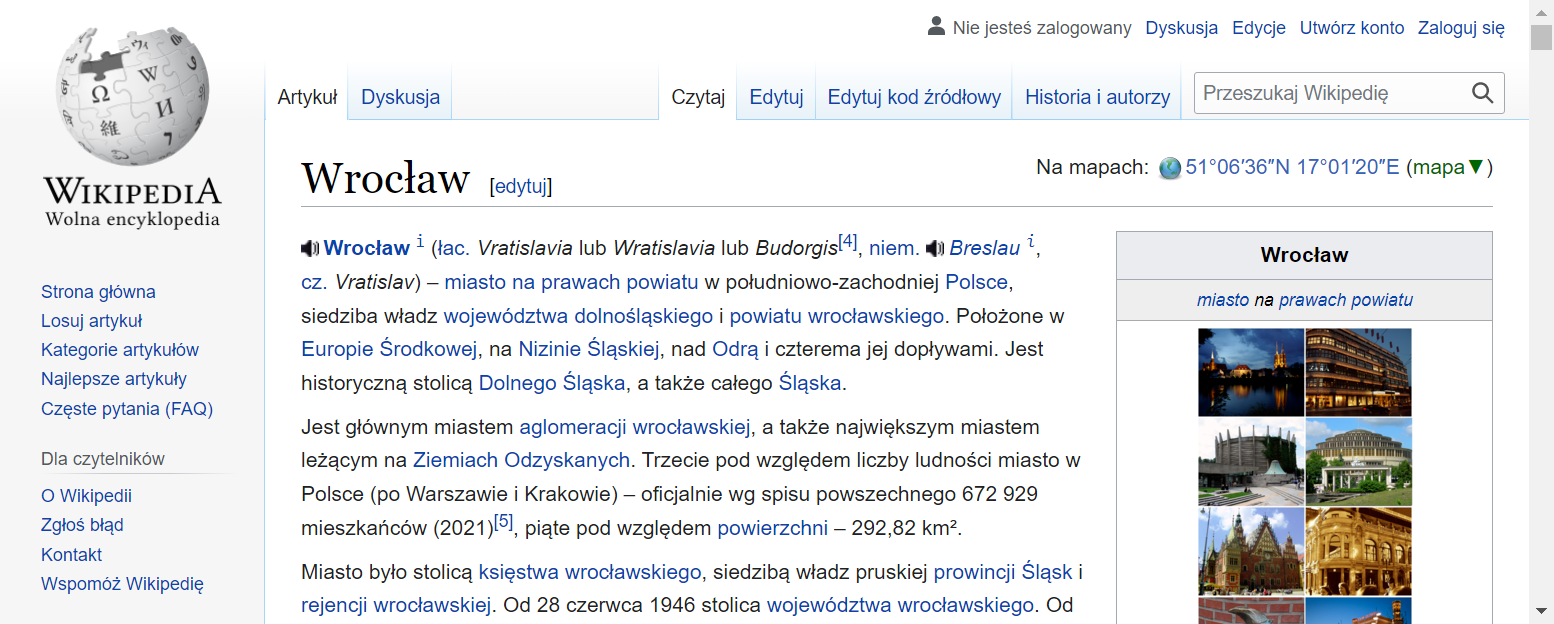 Nie jesteś zalogowany Dyskusja Edycje Utwórz konto Zaloguj się
Artykuł Dyskusja Czytaj Edytuj Edytuj kod źródłowy Historia i autorzy Przeszukaj Wikipedię
WIKIPEDIA
Wolna encyklopedia
Strona główna
Losuj artykuł
Kategorie artykułów
Najlepsze artykuły
Częste pytania (FAQ)
Dla czytelników
O Wikipedii
Zgłoś błąd
Kontakt
Wspomóż Wikipedię
Wrocław [edytuj]
Na mapach: 51°06′36″N 17°01′20″E (mapa▼)
Wrocław i (łac. Vratislavia lub Wratislavia lub Budorgis[4], niem. Breslau i,
cz. Vratislav) – miasto na prawach powiatu w południowo-zachodniej Polsce,
siedziba władz województwa dolnośląskiego i powiatu wrocławskiego. Położone w
Europie Środkowej, na Nizinie Śląskiej, nad Odrą i czterema jej dopływami. Jest
historyczną stolicą Dolnego Śląska, a także całego Śląska.
Jest głównym miastem aglomeracji wrocławskiej, a także największym miastem
leżącym na Ziemiach Odzyskanych. Trzecie pod względem liczby ludności miasto w
Polsce (po Warszawie i Krakowie) – oficjalnie wg spisu powszechnego 672 929
mieszkańców (2021)[5], piąte pod względem powierzchni – 292,82 km².
Miasto było stolicą księstwa wrocławskiego, siedzibą władz pruskiej prowincji Śląsk i
rejencji wrocławskiej. Od 28 czerwca 1946 stolica województwa wrocławskiego. Od
Wrocław
miasto na prawach powiatu